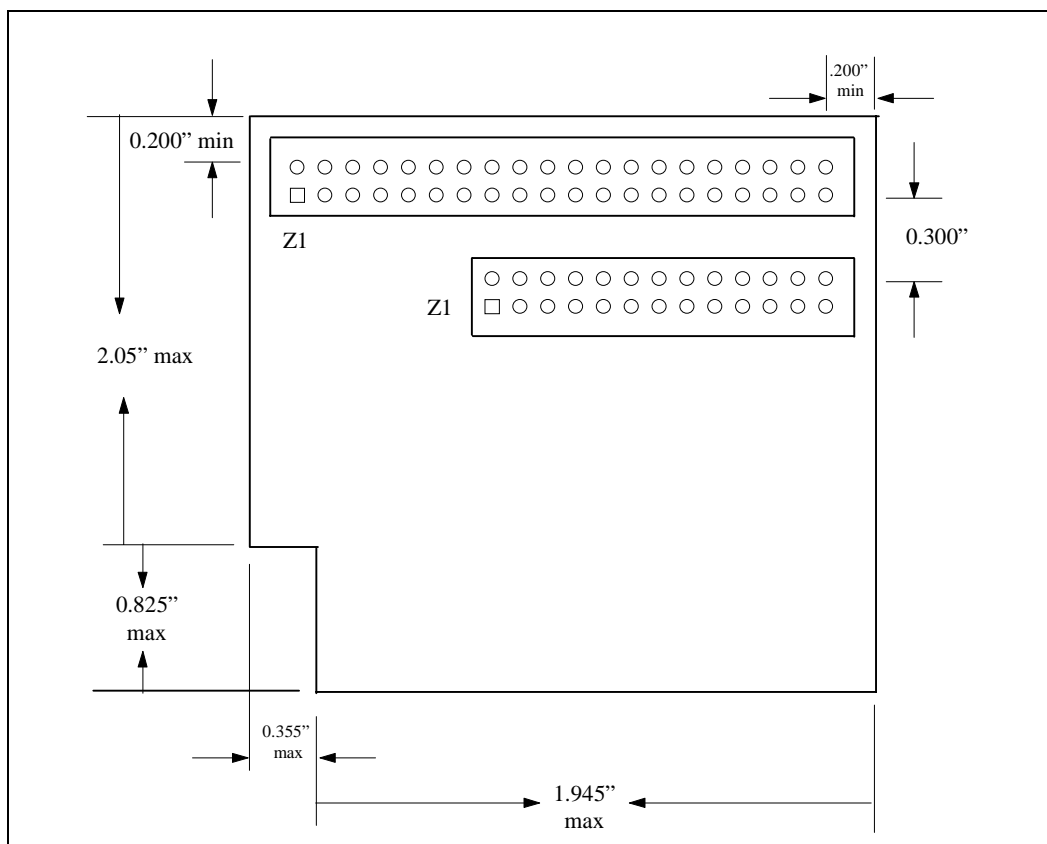 .200”
min
0.200” min
0.300”
Z1
Z1
2.05” max
0.825”
max
0.355”
max
1.945”
max